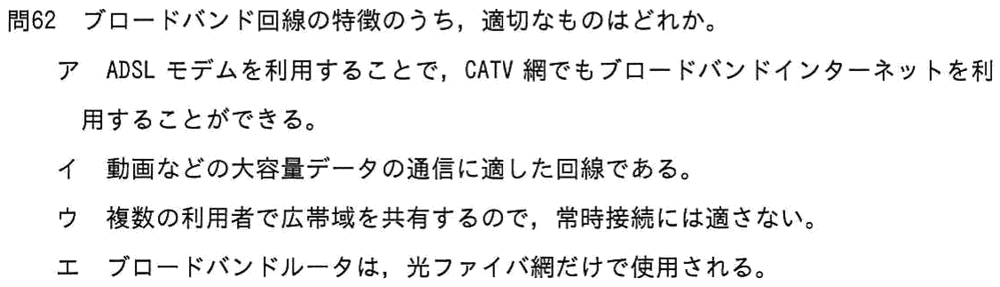 問62 ブロードバンド回線の特徴のうち，適切なものはどれか。
ア ADSL モデムを利用することで，CATV 網でもブロードバンドインターネットを利
用することができる。
イ 動画などの大容量データの通信に適した回線である。
ウ 複数の利用者で広帯域を共有するので，常時接続には適さない。
エ ブロードバンドルータは，光ファイバ網だけで使用される。